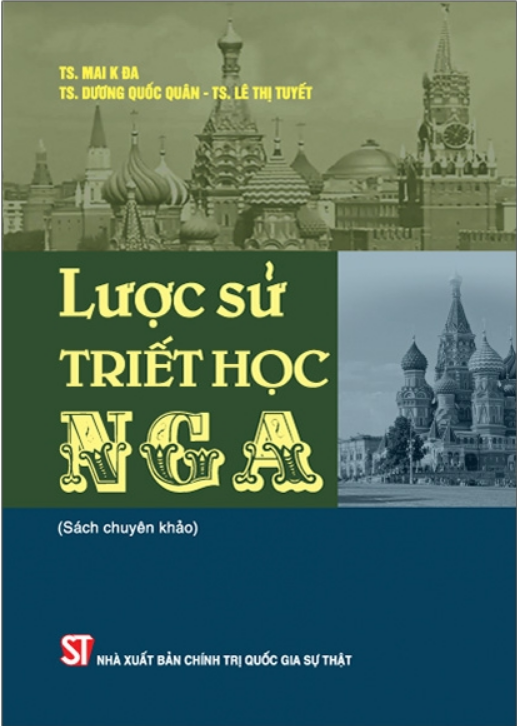 TS. MAI K ĐA
TS. DƯƠNG QUỐC QUÂN - TS. LÊ THỊ TUYẾT
LƯỢC SỬ
TRIẾT HỌC
NGA
(Sách chuyên khảo)
ST NHÀ XUẤT BẢN CHÍNH TRỊ QUỐC GIA SỰ THẬT